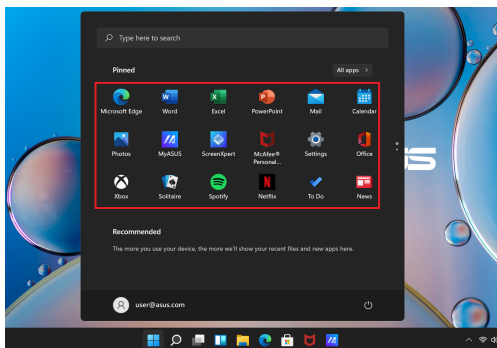 Type here to search
Pinned
All apps >
Microsoft Edge Word Excel PowerPoint Mail Calendar
Photos MyASUS ScreenXpert McAfee® Personal... Settings Office
Xbox Solitaire Spotify Netflix To Do News
Recommended
The more you use your device, the more we'll show your recent files and new apps here.
user@asus.com